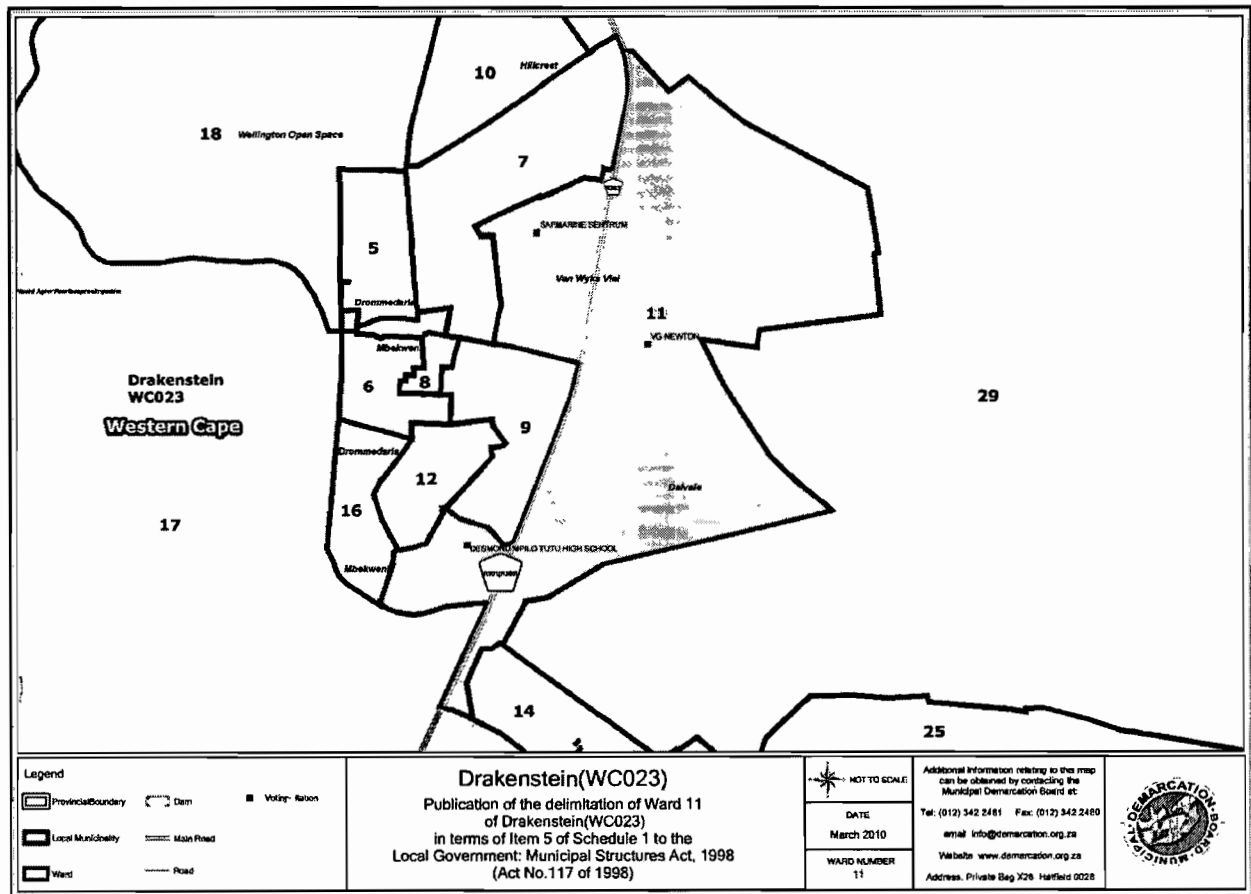 10
Hillcrest
18
Wellington Open Space
7
SAFMARINE SENTRUM
5
Van Wyks Vlei
Drommedaris
11
VG NEWTON
Mbekweni
8
6
Drakenstein
WC023
Western Cape
29
9
Drommedaris
12
Dalvale
16
17
DESMOND MPILO TUTU HIGH SCHOOL
Mbekweni
14
25
Legend
Provincial Boundary
Dam
Voting
Local Municipality
Main Road
Ward
Road
Drakenstein(WC023)
Publication of the delimitation of Ward 11
of Drakenstein(WC023)
in terms of Item 5 of Schedule 1 to the
Local Government: Municipal Structures Act, 1998
(Act No.117 of 1998)
NOT TO SCALE
DATE
March 2010
WARD NUMBER
11
Additional Information relating to this map
can be obtained by contacting the
Municipal Demarcation Board at:
Tel: (012) 342 2481 Fax: (012) 342 2480
email info@demarcation.org.za
Website www.demarcation.org.za
Address. Private Bag X28 Hatfield 0028
MUNICIPAL DEMARCATION BOARD